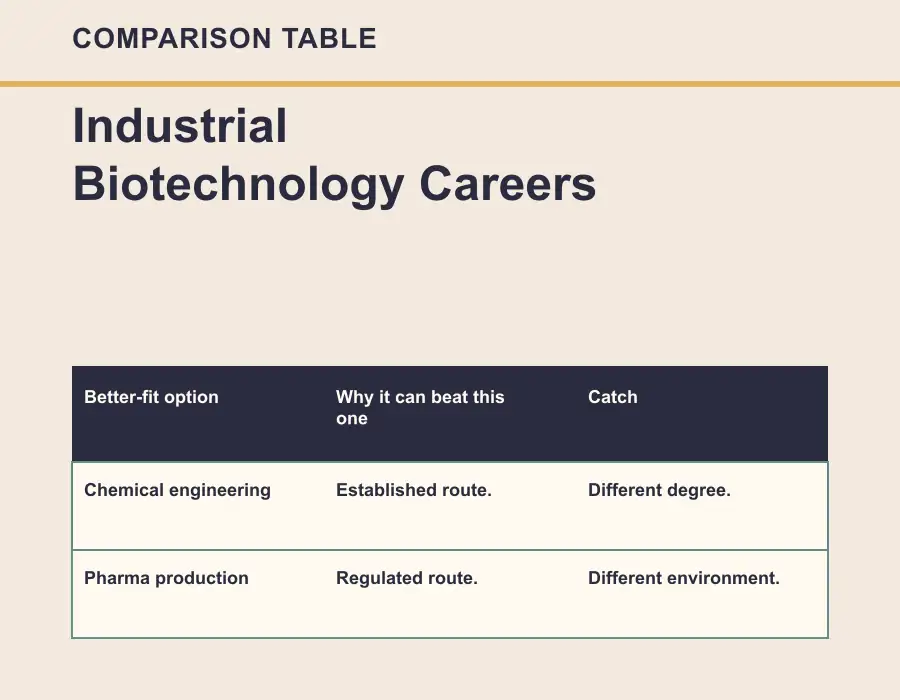 COMPARISON TABLE
Industrial
Biotechnology Careers
Better-fit option
Why it can beat this
one
Catch
Chemical engineering
Established route.
Different degree.
Pharma production
Regulated route.
Different environment.